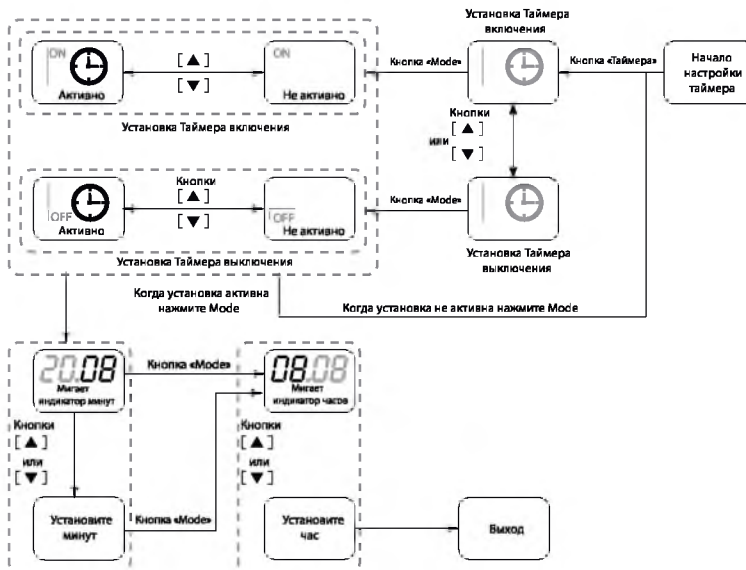 Установка Таймера
включения
ON
Активно
[▲]
[▼]
ON
Не активно
Кнопка «Mode»
Кнопка «Таймера»
Начало
настройки
таймера
Установка Таймера включения
Кнопки
[▲]
или
[▼]
OFF
Активно
Кнопки
[▲]
[▼]
OFF
Не активно
Кнопка «Mode»
Установка Таймера выключения
Установка Таймера
выключения
Когда установка активна
нажмите Mode
Когда установка не активна нажмите Mode
20.08
Мигает
индикатор минут
Кнопка «Mode»
08.08
Мигает
индикатор часов
Кнопки
[▲]
или
[▼]
Кнопки
[▲]
или
[▼]
Установите
минут
Кнопка «Mode»
Установите
час
Выход